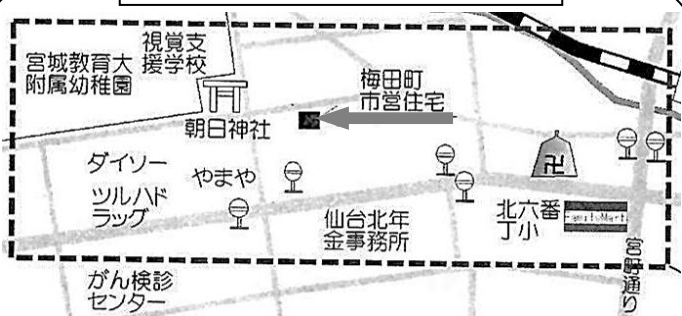 宮城教育大
附属幼稚園
視覚支
援学校
梅田町
市営住宅
朝日神社
ダイソー
やまや
ツルハド
ラッグ
仙台北年
金事務所
北六番
丁小
FamilyMart
宮町通り
がん検診
センター